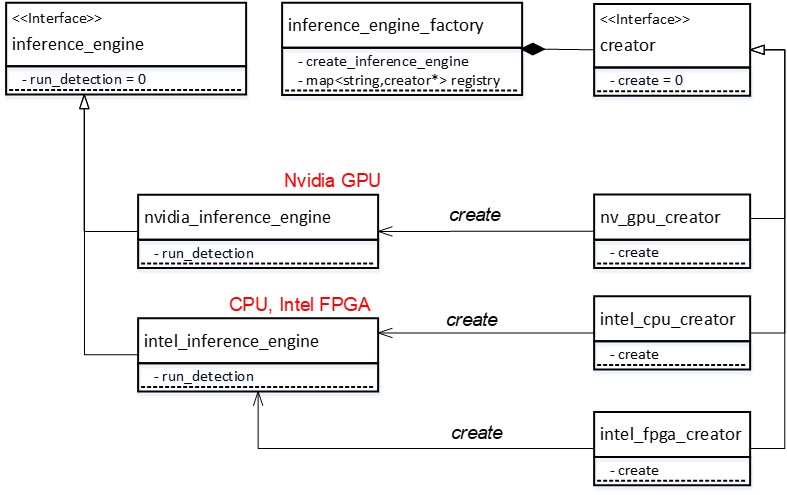 <<Interface>>
inference_engine
- run_detection = 0
inference_engine_factory
- create_inference_engine
- map<string,creator*> registry
<<Interface>>
creator
- create = 0
Nvidia GPU
nvidia_inference_engine
- run_detection
create
nv_gpu_creator
- create
CPU, Intel FPGA
intel_inference_engine
- run_detection
create
intel_cpu_creator
- create
create
intel_fpga_creator
- create